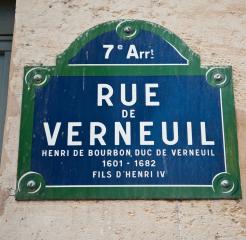 7e Arrt
RUE
DE
VERNEUIL
HENRI DE BOURBON, DUC DE VERNEUIL
1601 - 1682
FILS D'HENRI IV